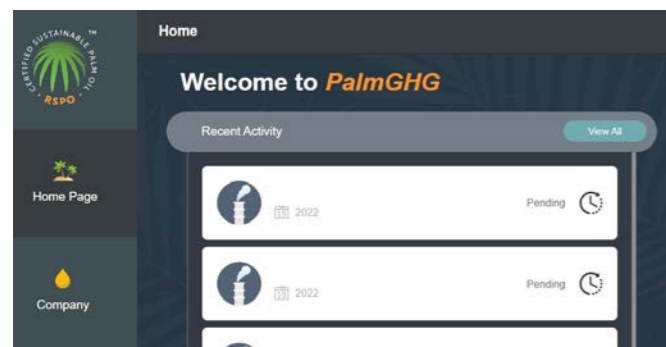 CERTIFIED SUSTAINABLE PALM OIL ™
RSPO
Home
Welcome to PalmGHG
Recent Activity
View All
Home Page
2022
Pending
Company
2022
Pending